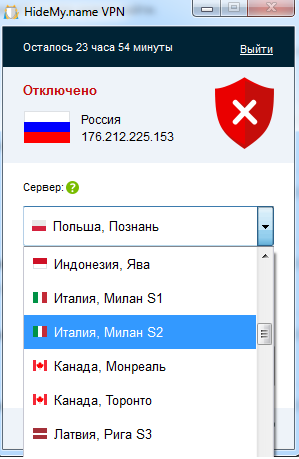 HideMy.name VPN
Осталось 23 часа 54 минуты Выйти
Отключено
Россия
176.212.225.153
Сервер: ?
Польша, Познань
Индонезия, Ява
Италия, Милан S1
Италия, Милан S2
Канада, Монреаль
Канада, Торонто
Латвия, Рига S3